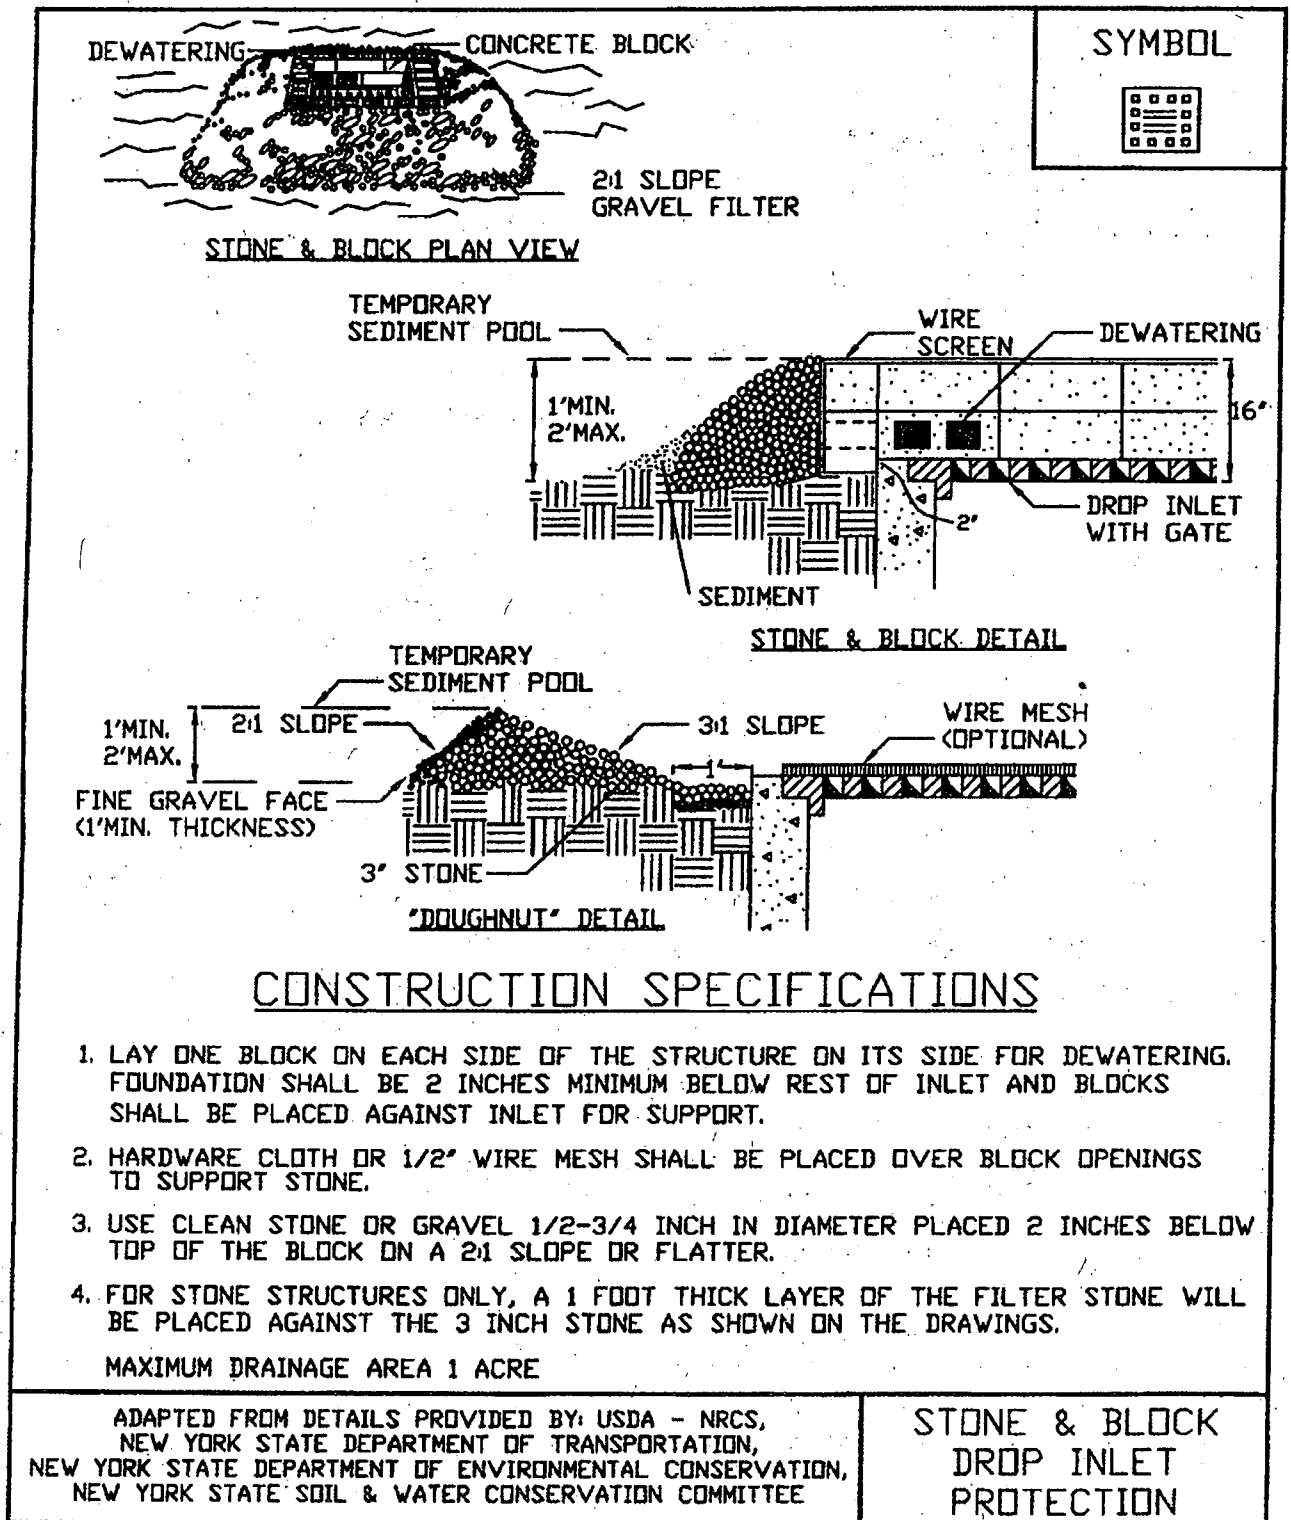 SYMBOL
DEWATERING
CONCRETE BLOCK
2:1 SLOPE
GRAVEL FILTER
STONE & BLOCK PLAN VIEW
TEMPORARY
SEDIMENT POOL
WIRE
SCREEN
DEWATERING
1'MIN.
2'MAX.
16"
2"
DROP INLET
WITH GATE
SEDIMENT
STONE & BLOCK DETAIL
TEMPORARY
SEDIMENT POOL
1'MIN.
2'MAX.
2:1 SLOPE
3:1 SLOPE
WIRE MESH
(OPTIONAL)
1'
FINE GRAVEL FACE
(1'MIN. THICKNESS)
3" STONE
"DOUGHNUT" DETAIL
CONSTRUCTION SPECIFICATIONS
1. LAY ONE BLOCK ON EACH SIDE OF THE STRUCTURE ON ITS SIDE FOR DEWATERING.
FOUNDATION SHALL BE 2 INCHES MINIMUM BELOW REST OF INLET AND BLOCKS
SHALL BE PLACED AGAINST INLET FOR SUPPORT.
2. HARDWARE CLOTH OR 1/2" WIRE MESH SHALL BE PLACED OVER BLOCK OPENINGS
TO SUPPORT STONE.
3. USE CLEAN STONE OR GRAVEL 1/2-3/4 INCH IN DIAMETER PLACED 2 INCHES BELOW
TOP OF THE BLOCK ON A 2:1 SLOPE OR FLATTER.
4. FOR STONE STRUCTURES ONLY, A 1 FOOT THICK LAYER OF THE FILTER STONE WILL
BE PLACED AGAINST THE 3 INCH STONE AS SHOWN ON THE DRAWINGS.
MAXIMUM DRAINAGE AREA 1 ACRE
ADAPTED FROM DETAILS PROVIDED BY: USDA - NRCS,
NEW YORK STATE DEPARTMENT OF TRANSPORTATION,
NEW YORK STATE DEPARTMENT OF ENVIRONMENTAL CONSERVATION,
NEW YORK STATE SOIL & WATER CONSERVATION COMMITTEE
STONE & BLOCK
DROP INLET
PROTECTION